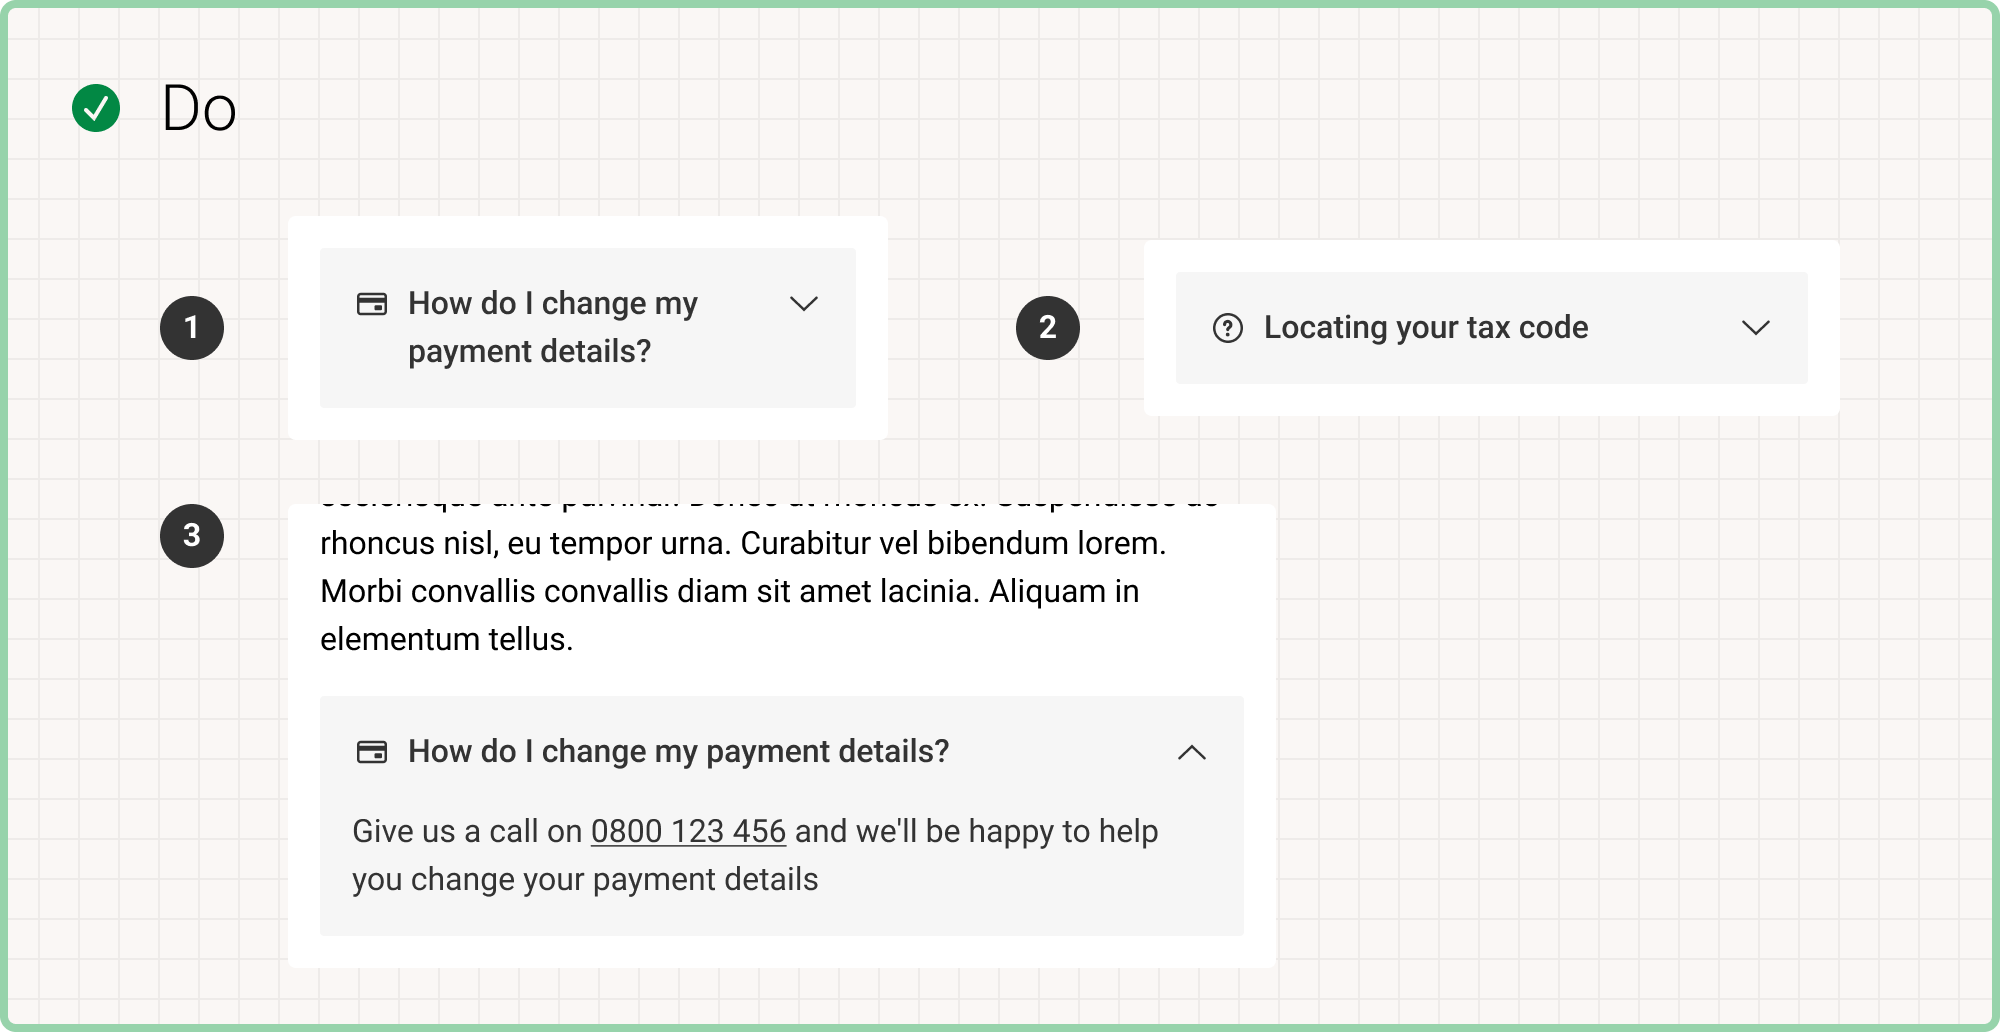 Do
1
How do I change my
payment details?
2
Locating your tax code
3
rhoncus nisl, eu tempor urna. Curabitur vel bibendum lorem.
Morbi convallis convallis diam sit amet lacinia. Aliquam in
elementum tellus.
How do I change my payment details?
Give us a call on 0800 123 456 and we'll be happy to help
you change your payment details